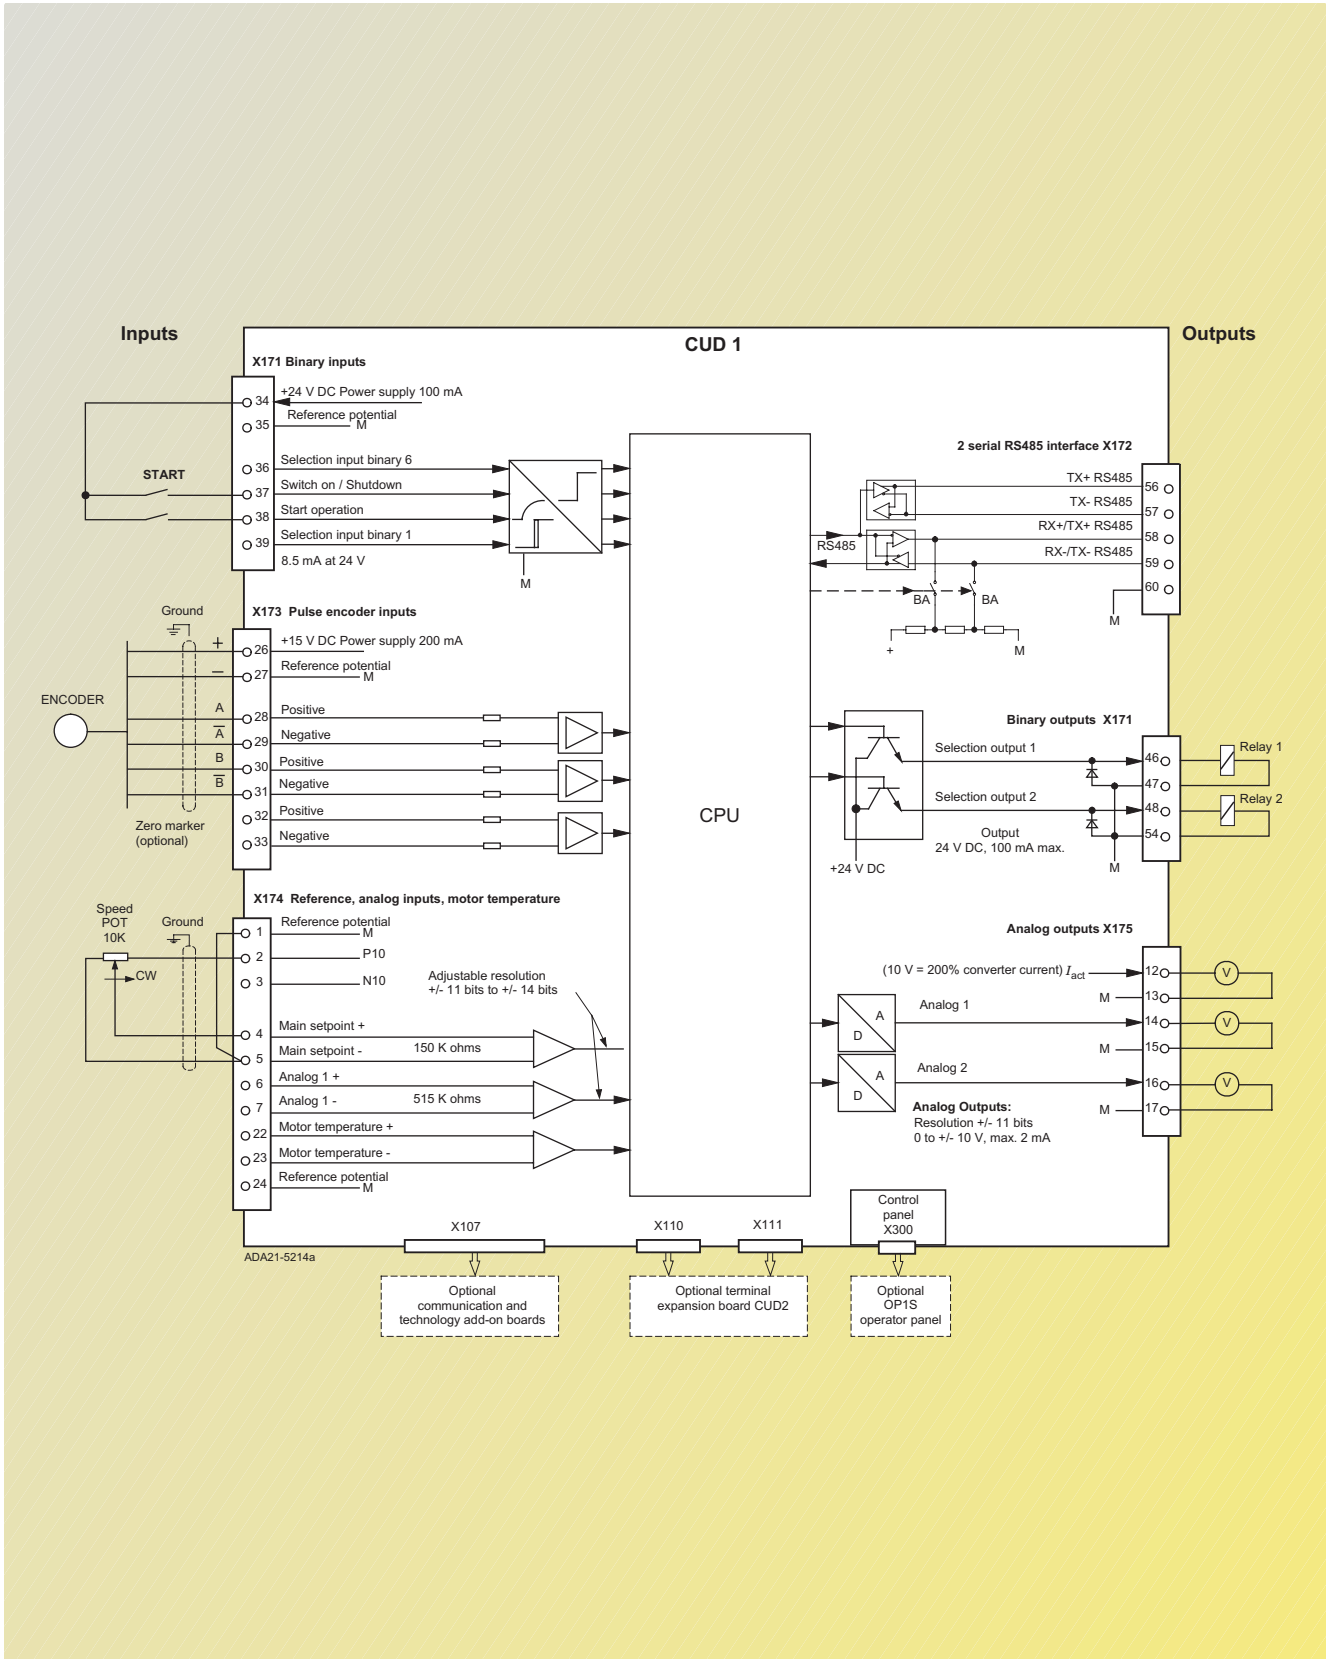 Inputs
Outputs
CUD 1
X171 Binary inputs
34
+24 V DC Power supply 100 mA
35
Reference potential
M
START
36
Selection input binary 6
37
Switch on / Shutdown
38
Start operation
39
Selection input binary 1
8.5 mA at 24 V
M
X173 Pulse encoder inputs
Ground
ENCODER
+
26
+15 V DC Power supply 200 mA
–
27
Reference potential
M
A
28
Positive
A̅
29
Negative
B
30
Positive
B̅
31
Negative
32
Positive
33
Negative
Zero marker
(optional)
X174 Reference, analog inputs, motor temperature
Speed
POT
10K
Ground
CW
1
Reference potential
M
2
P10
3
N10
Adjustable resolution
+/- 11 bits to +/- 14 bits
4
Main setpoint +
5
Main setpoint -
150 K ohms
6
Analog 1 +
7
Analog 1 -
515 K ohms
22
Motor temperature +
23
Motor temperature -
24
Reference potential
M
CPU
2 serial RS485 interface X172
TX+ RS485
56
TX- RS485
57
RX+/TX+ RS485
58
RX-/TX- RS485
59
60
M
RS485
BA
BA
+
M
Binary outputs X171
Selection output 1
46
47
Relay 1
Selection output 2
48
54
Relay 2
Output
24 V DC, 100 mA max.
+24 V DC
M
Analog outputs X175
(10 V = 200% converter current) Iact
12
V
M
13
A
D
Analog 1
14
V
M
15
A
D
Analog 2
16
V
M
17
Analog Outputs:
Resolution +/- 11 bits
0 to +/- 10 V, max. 2 mA
Control
panel
X300
X107
X110
X111
ADA21-5214a
Optional
communication and
technology add-on boards
Optional terminal
expansion board CUD2
Optional
OP1S
operator panel